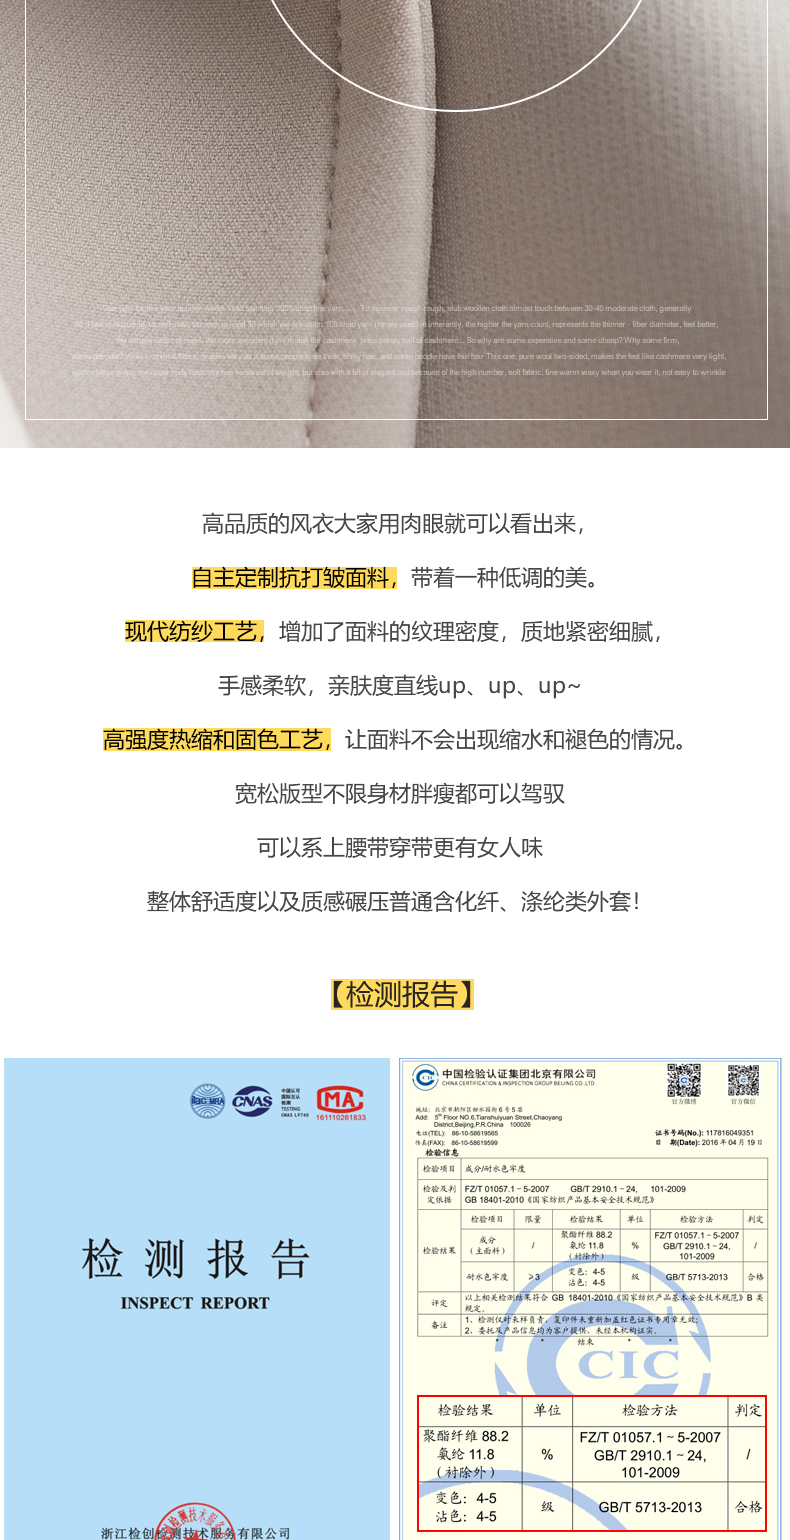 高品质的风衣大家用肉眼就可以看出来，
自主定制抗打皱面料，带着一种低调的美。
现代纺纱工艺，增加了面料的纹理密度，质地紧密细腻，
手感柔软，亲肤度直线up、up、up~
高强度热缩和固色工艺，让面料不会出现缩水和褪色的情况。
宽松版型不限身材胖瘦都可以驾驭
可以系上腰带穿带更有女人味
整体舒适度以及质感碾压普通含化纤、涤纶类外套！
【检测报告】
ilac-MRA
CNAS
中国认可
国际互认
检测
TESTING
CNAS L9740
MA
161110261833
检测报告
INSPECT REPORT
浙江检创检测技术服务有限公司
CIC
中国检验认证集团北京有限公司
CHINA CERTIFICATION & INSPECTION GROUP BEIJING CO.,LTD.
官方微博
官方微信
地址：北京市朝阳区甜水园街6号5层
Add: 5th Floor NO.6,Tianshuiyuan Street,Chaoyang
District,Beijing,P.R.China 100026
电话(TEL): 86-10-58619565
传真(FAX): 86-10-58619599
证书号码(No.): 117816049351
日 期(Date): 2016 年 04 月 19 日
检验信息
检验项目 成分/耐水色牢度
检验及判定依据 FZ/T 01057.1～5-2007 GB/T 2910.1～24, 101-2009
GB 18401-2010《国家纺织产品基本安全技术规范》
检验结果
检验项目 限量 检验结果 单位 检验方法 判定
成分（主面料） / 聚酯纤维 88.2 氨纶 11.8（衬除外） % FZ/T 01057.1～5-2007 GB/T 2910.1～24, 101-2009 /
耐水色牢度 ≥3 变色：4-5 沾色：4-5 级 GB/T 5713-2013 合格
评定 以上相关检测结果符合 GB 18401-2010《国家纺织产品基本安全技术规范》B 类规定。
备注 1、检测仅对来样负责，复印件未重新加盖红色证书专用章无效；
2、委托及产品信息均为客户提供，未经本机构证实。
* * 结束 * *
CIC
检验结果 单位 检验方法 判定
聚酯纤维 88.2
氨纶 11.8
（衬除外）
%
FZ/T 01057.1～5-2007
GB/T 2910.1～24,
101-2009
/
变色：4-5
沾色：4-5
级
GB/T 5713-2013
合格